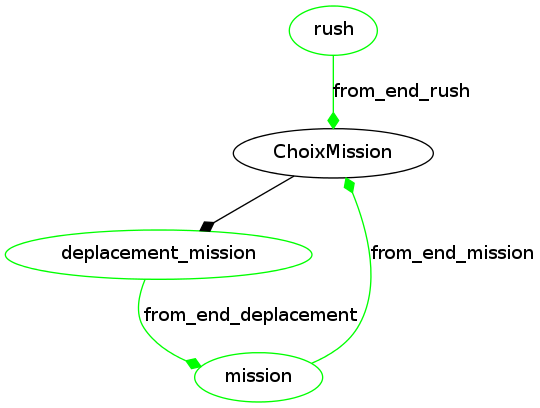 rush
from_end_rush
ChoixMission
deplacement_mission
from_end_mission
from_end_deplacement
mission